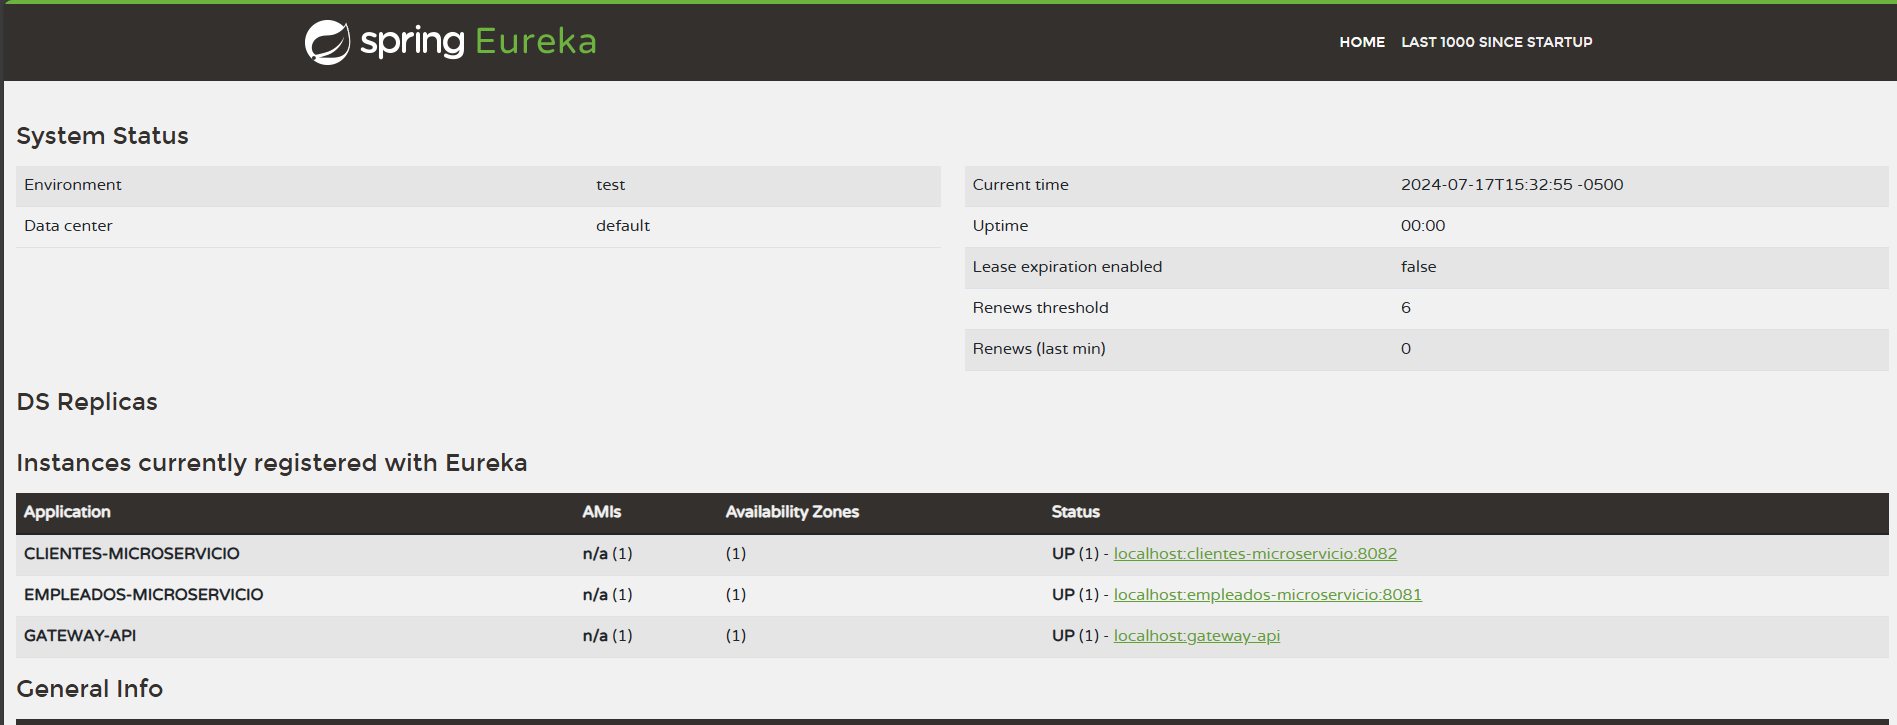 spring Eureka
HOME LAST 1000 SINCE STARTUP
System Status
Environment test
Data center default
Current time 2024-07-17T15:32:55 -0500
Uptime 00:00
Lease expiration enabled false
Renews threshold 6
Renews (last min) 0
DS Replicas
Instances currently registered with Eureka
Application AMIs Availability Zones Status
CLIENTES-MICROSERVICIO n/a (1) (1) UP (1) - localhost:clientes-microservicio:8082
EMPLEADOS-MICROSERVICIO n/a (1) (1) UP (1) - localhost:empleados-microservicio:8081
GATEWAY-API n/a (1) (1) UP (1) - localhost:gateway-api
General Info